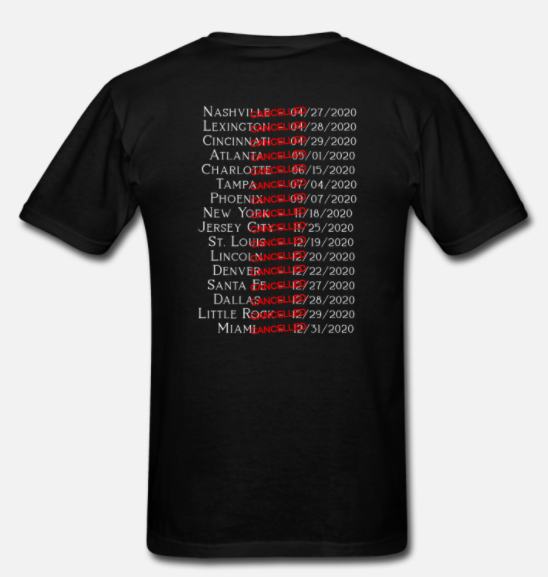 Nashville - 04/27/2020 CANCELLED
Lexington - 04/28/2020 CANCELLED
Cincinnati - 04/29/2020 CANCELLED
Atlanta - 05/01/2020 CANCELLED
Charlotte - 06/15/2020 CANCELLED
Tampa - 07/04/2020 CANCELLED
Phoenix - 09/07/2020 CANCELLED
New York - 11/18/2020 CANCELLED
Jersey City - 11/25/2020 CANCELLED
St. Louis - 12/19/2020 CANCELLED
Lincoln - 12/20/2020 CANCELLED
Denver - 12/22/2020 CANCELLED
Santa Fe - 12/27/2020 CANCELLED
Dallas - 12/28/2020 CANCELLED
Little Rock - 12/29/2020 CANCELLED
Miami - 12/31/2020 CANCELLED